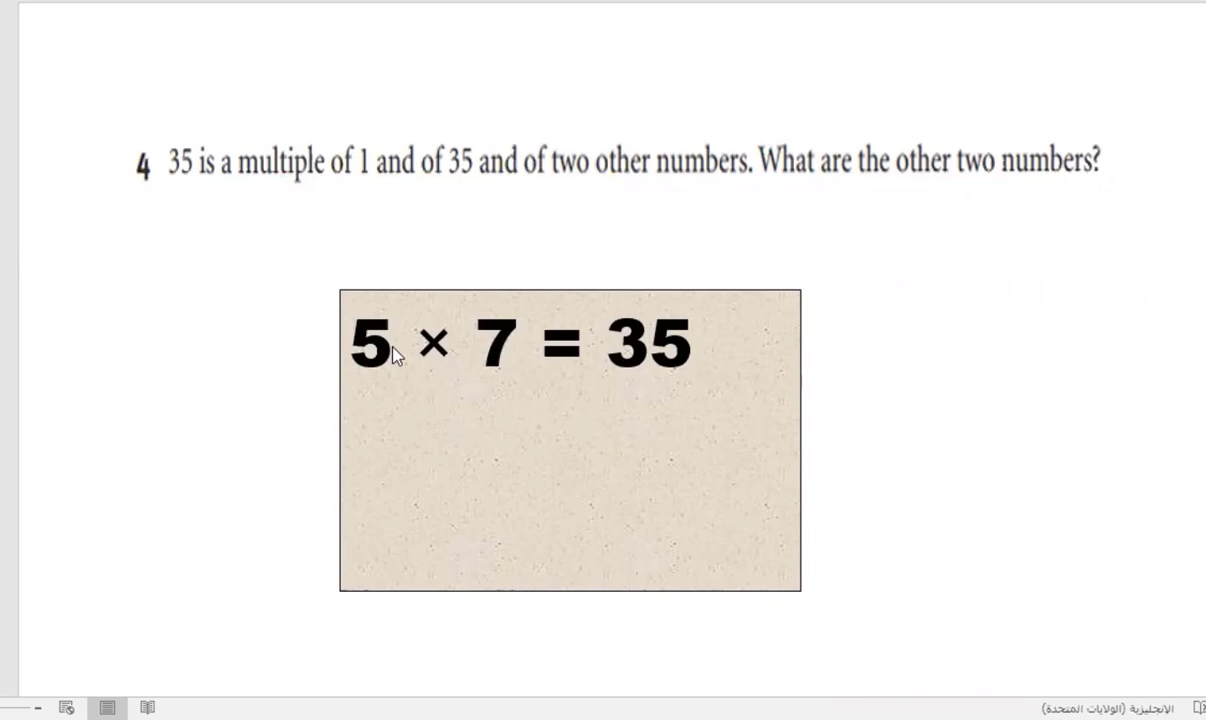 4 35 is a multiple of 1 and of 35 and of two other numbers. What are the other two numbers?
5 × 7 = 35
الإنجليزية (الولايات المتحدة)